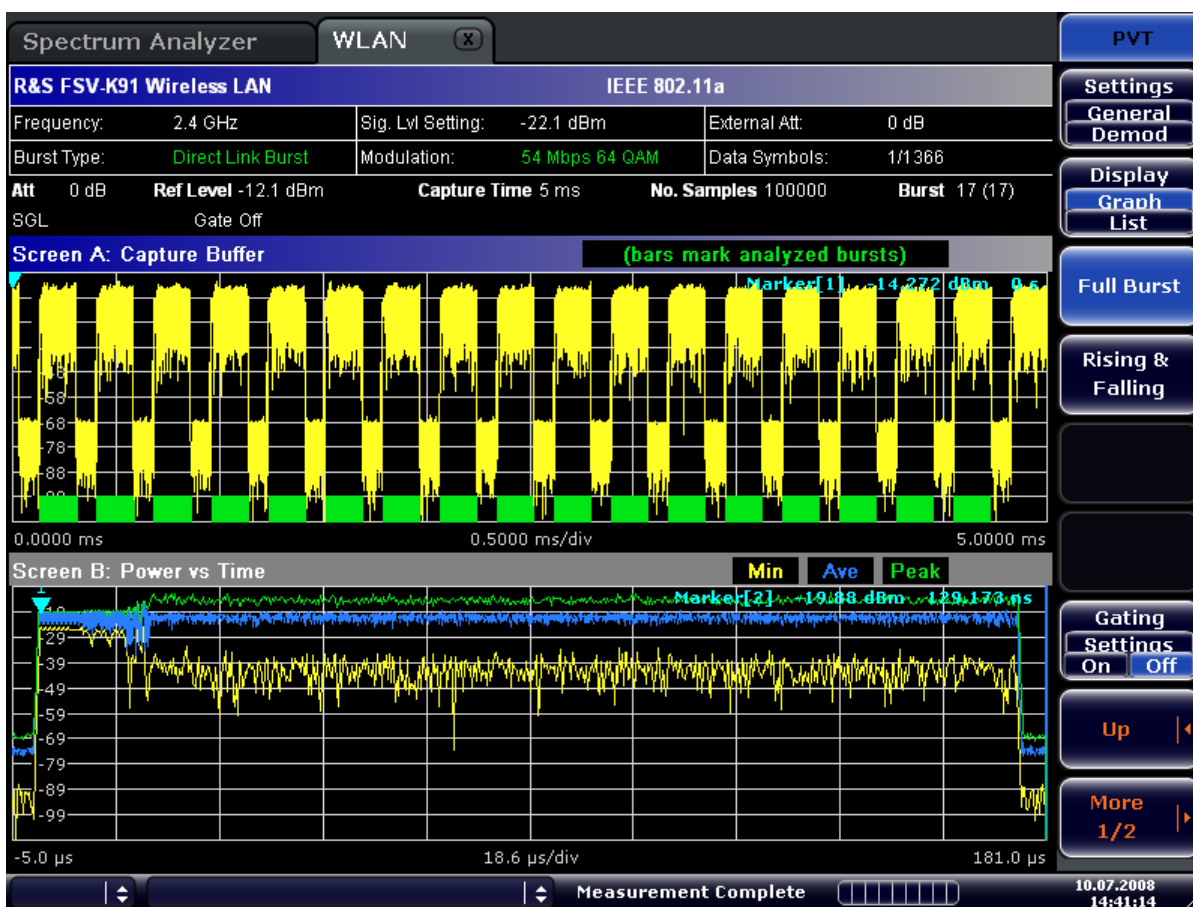 Spectrum Analyzer WLAN X
R&S FSV-K91 Wireless LAN IEEE 802.11a
Frequency: 2.4 GHz Sig. Lvl Setting: -22.1 dBm External Att: 0 dB
Burst Type: Direct Link Burst Modulation: 54 Mbps 64 QAM Data Symbols: 1/1366
Att 0 dB Ref Level -12.1 dBm Capture Time 5 ms No. Samples 100000 Burst 17 (17)
SGL Gate Off
Screen A: Capture Buffer (bars mark analyzed bursts)
Marker[1] -14.272 dBm 0 s
-58
-68
-78
-88
0.0000 ms 0.5000 ms/div 5.0000 ms
Screen B: Power vs Time Min Ave Peak
1
Marker[2] -19.88 dBm 129.173 ns
-19
-29
-39
-49
-59
-69
-79
-89
-99
-5.0 µs 18.6 µs/div 181.0 µs
Measurement Complete
10.07.2008
14:41:14
PVT
Settings
General
Demod
Display
Graph
List
Full Burst
Rising &
Falling
Gating
Settings
On Off
Up
More
1/2